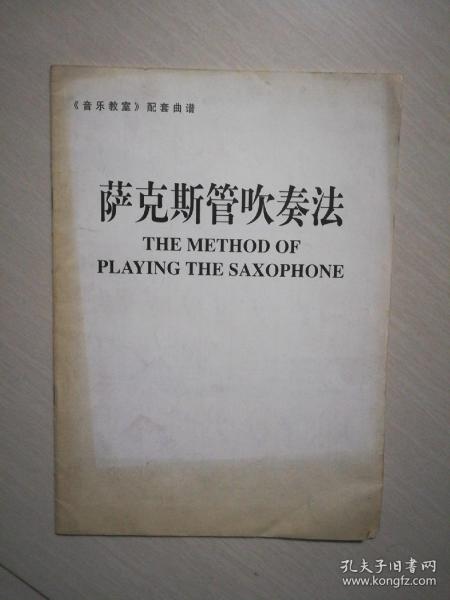 《音乐教室》配套曲谱
萨克斯管吹奏法
THE METHOD OF
PLAYING THE SAXOPHONE
孔夫子旧书网
www.kongfz.com